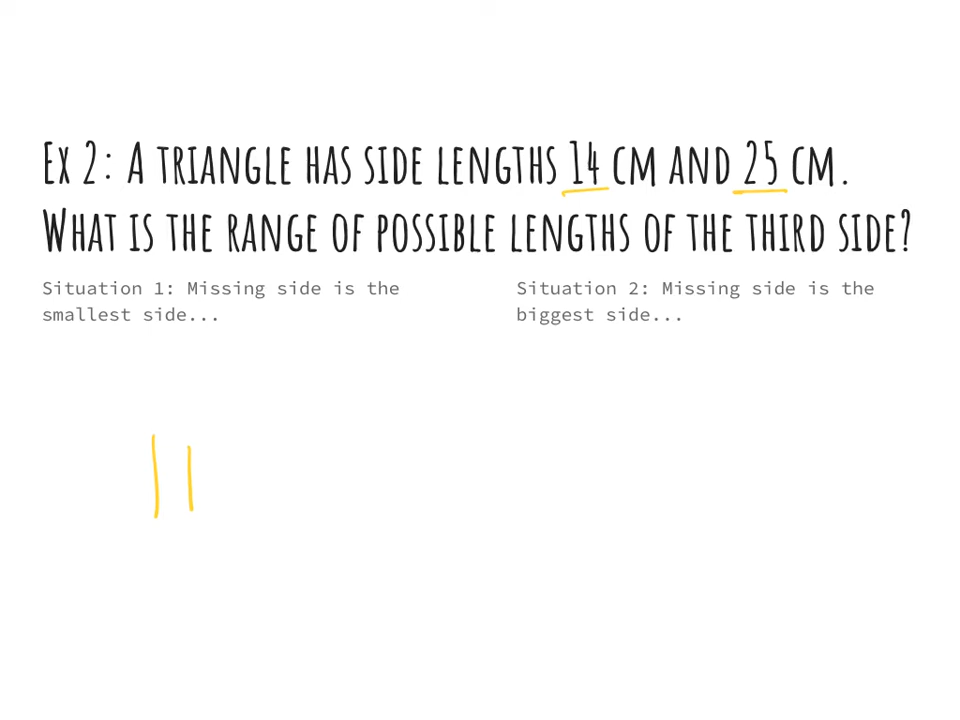 Ex 2: A TRIANGLE HAS SIDE LENGTHS 14 CM AND 25 CM.
WHAT IS THE RANGE OF POSSIBLE LENGTHS OF THE THIRD SIDE?
Situation 1: Missing side is the
smallest side...
Situation 2: Missing side is the
biggest side...